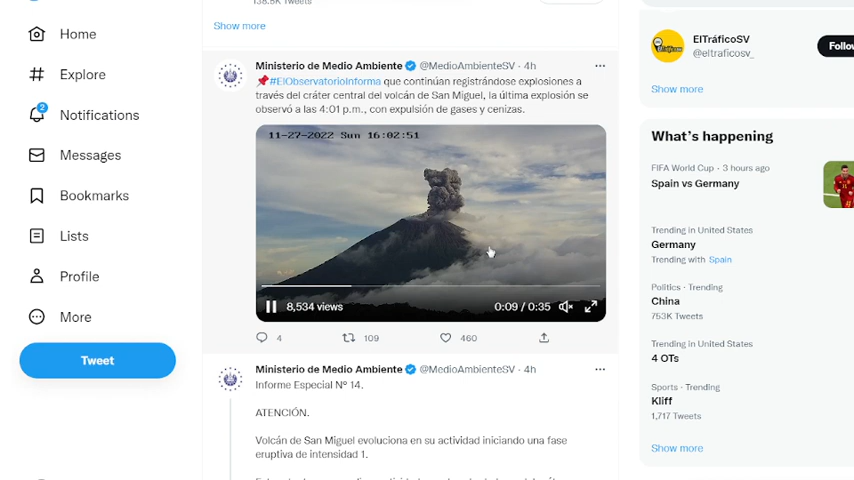 138.5K Tweets
Show more
Home
Explore
2
Notifications
Messages
Bookmarks
Lists
Profile
More
Tweet
Ministerio de Medio Ambiente @MedioAmbienteSV · 4h
#ElObservatorioInforma que continúan registrándose explosiones a
través del cráter central del volcán de San Miguel, la última explosión se
observó a las 4:01 p.m., con expulsión de gases y cenizas.
11-27-2022 Sun 16:02:51
8,534 views
0:09 / 0:35
4
109
460
Ministerio de Medio Ambiente @MedioAmbienteSV · 4h
Informe Especial Nº 14.
ATENCIÓN.
Volcán de San Miguel evoluciona en su actividad iniciando una fase
eruptiva de intensidad 1.
ElTráficoSV
@eltraficosv_
Follow
Show more
What's happening
FIFA World Cup · 3 hours ago
Spain vs Germany
Trending in United States
Germany
Trending with Spain
Politics · Trending
China
753K Tweets
Trending in United States
4 OTs
Sports · Trending
Kliff
1,717 Tweets
Show more